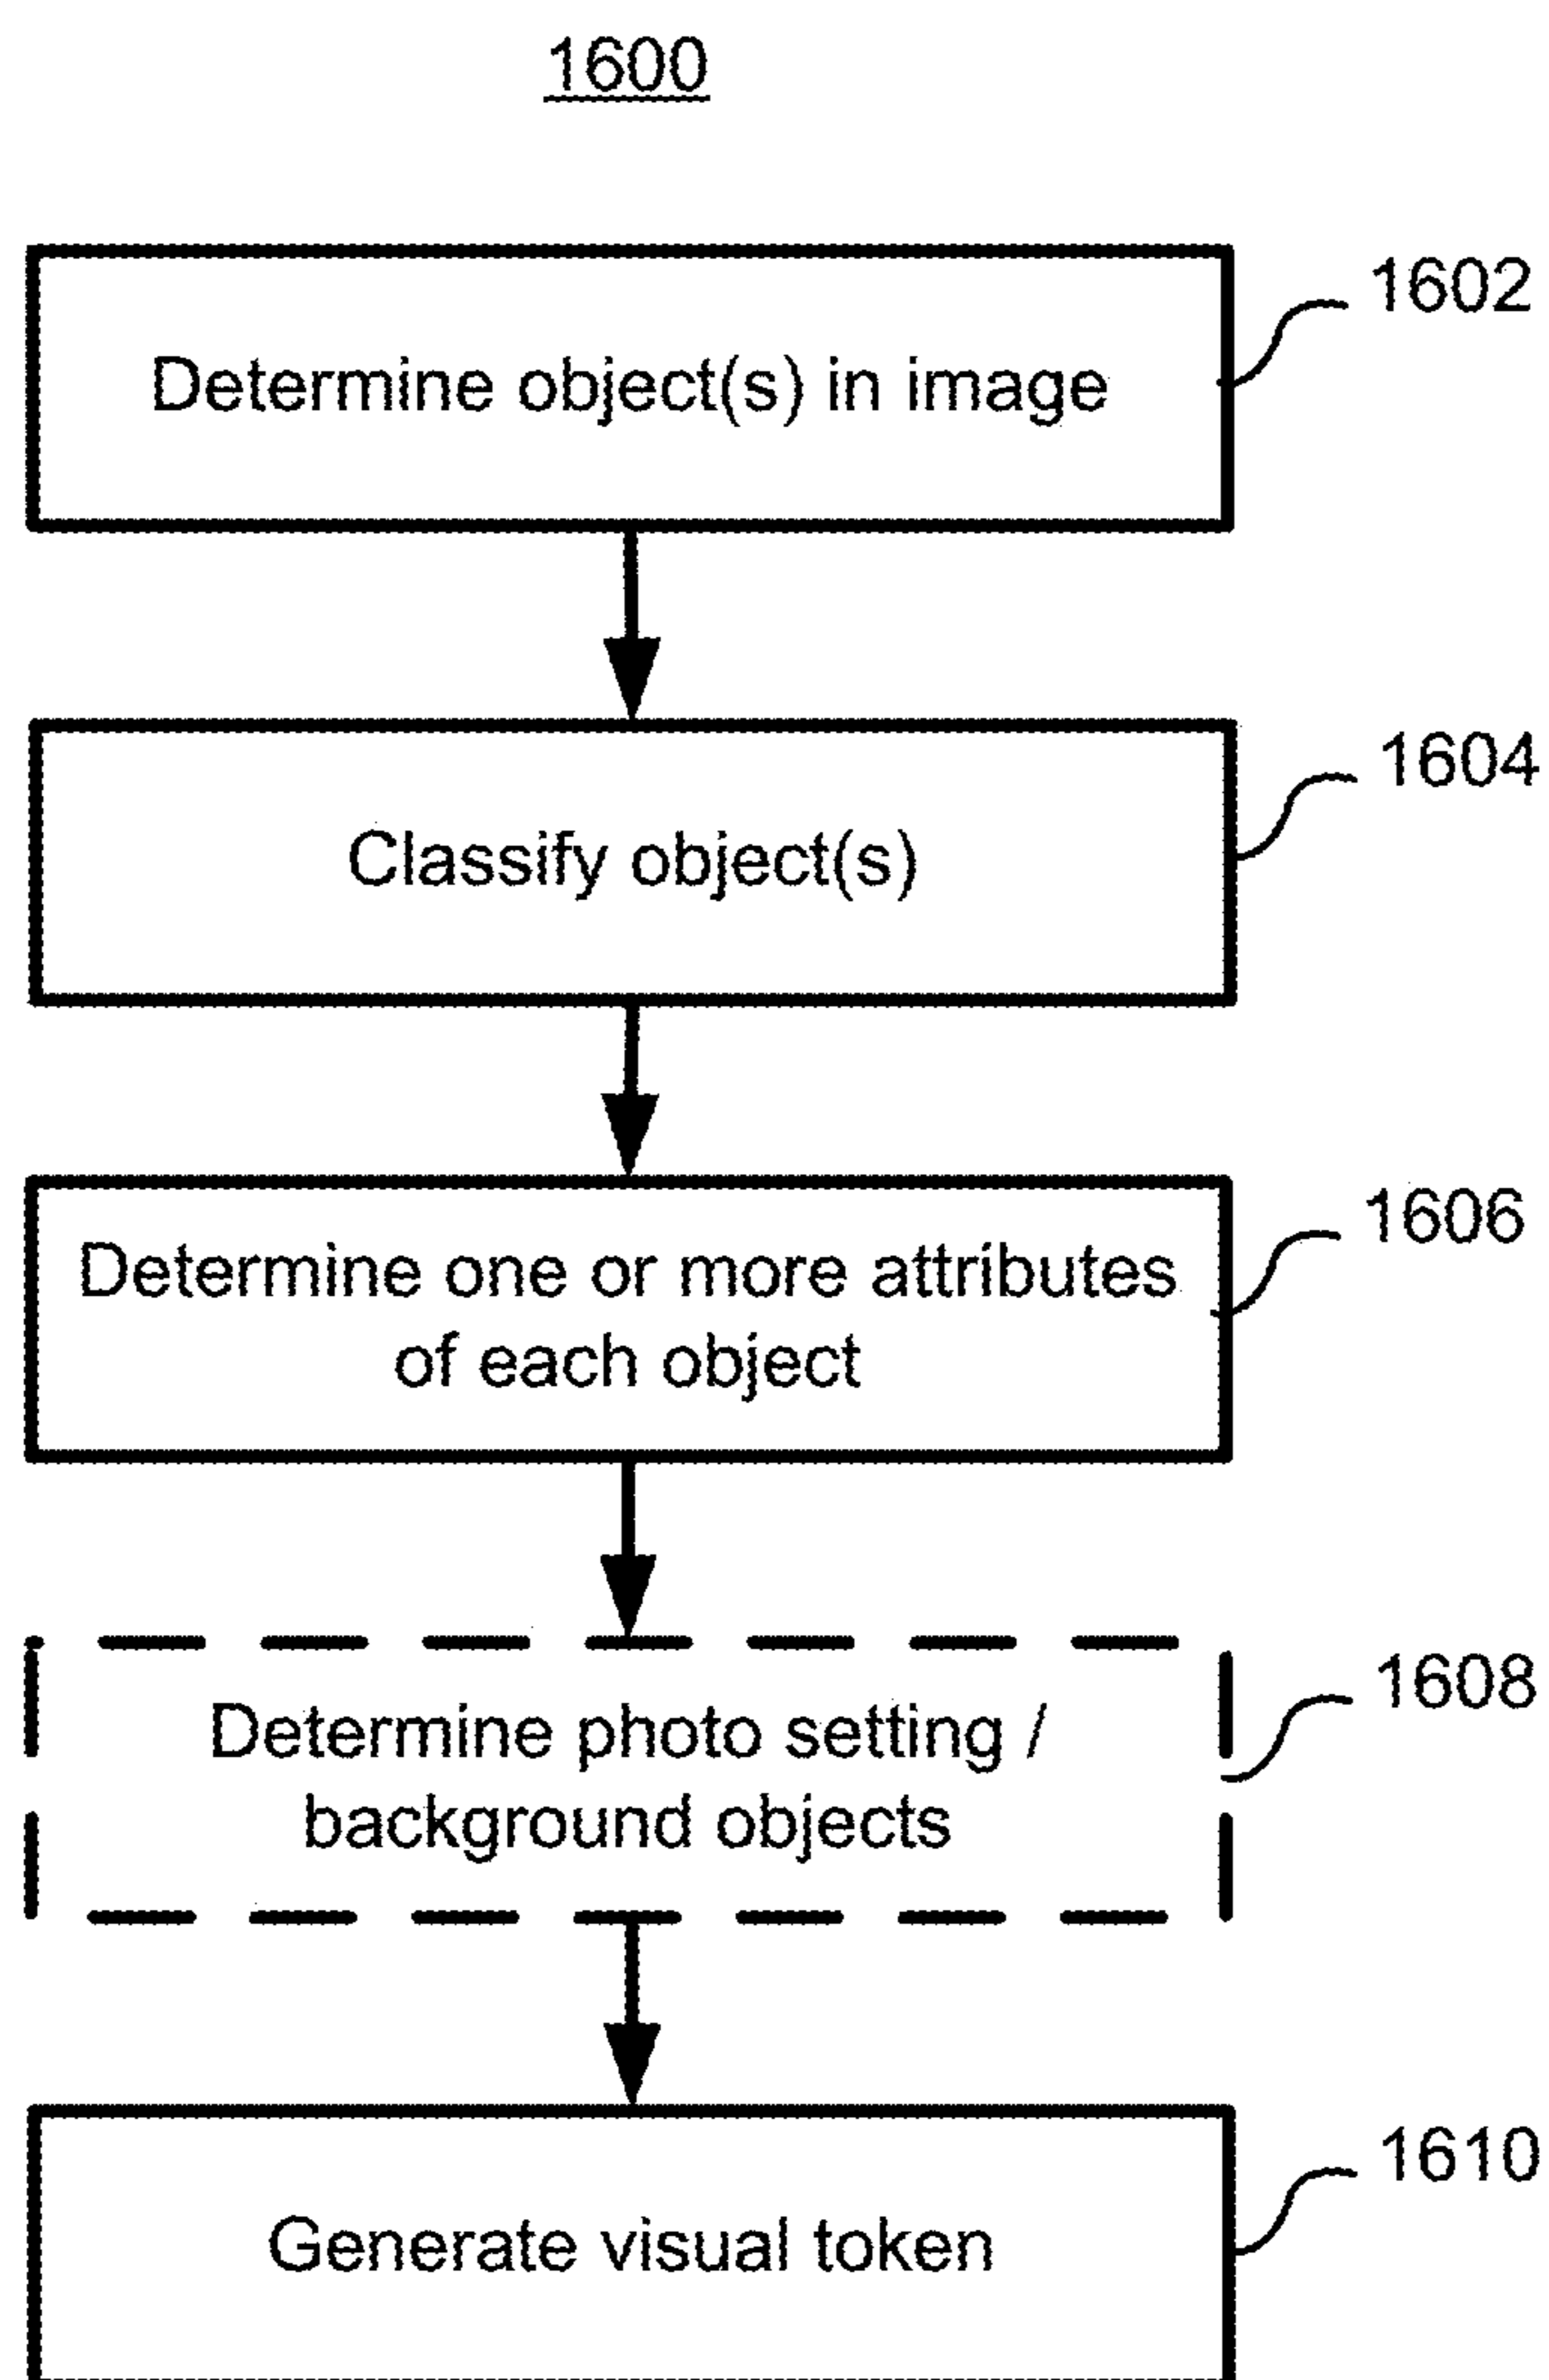 1600
Determine object(s) in image
1602
Classify object(s)
1604
Determine one or more attributes
of each object
1606
Determine photo setting /
background objects
1608
Generate visual token
1610